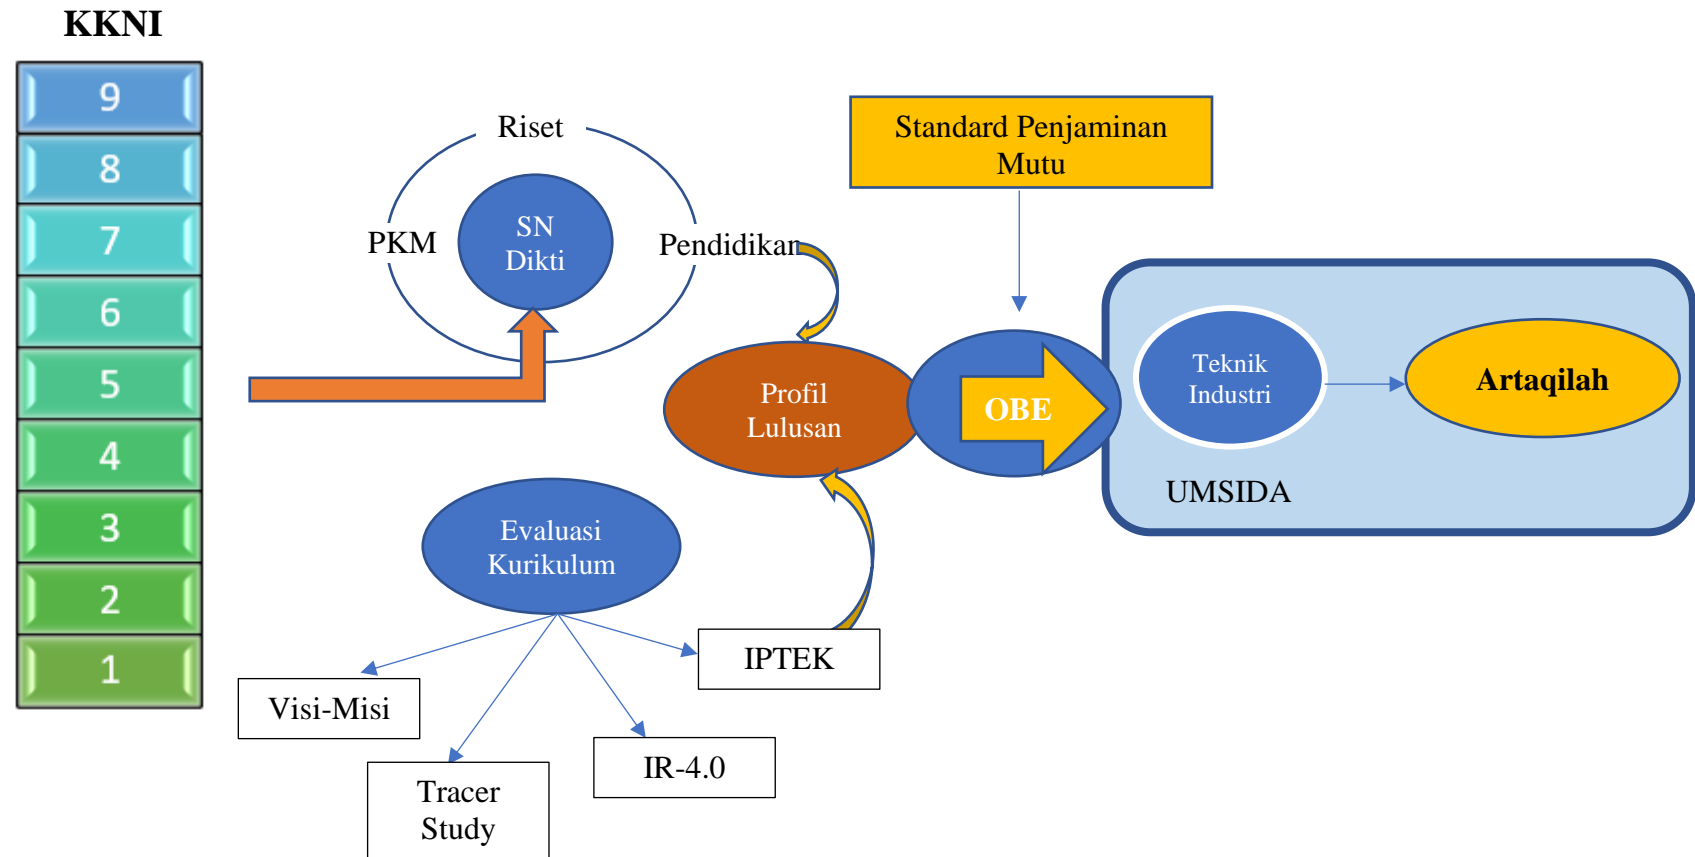 KKNI
9
8
7
6
5
4
3
2
1
Riset
PKM
SN
Dikti
Pendidikan
Standard Penjaminan
Mutu
Profil
Lulusan
OBE
Teknik
Industri
Artaqilah
UMSIDA
Evaluasi
Kurikulum
IPTEK
Visi-Misi
IR-4.0
Tracer
Study